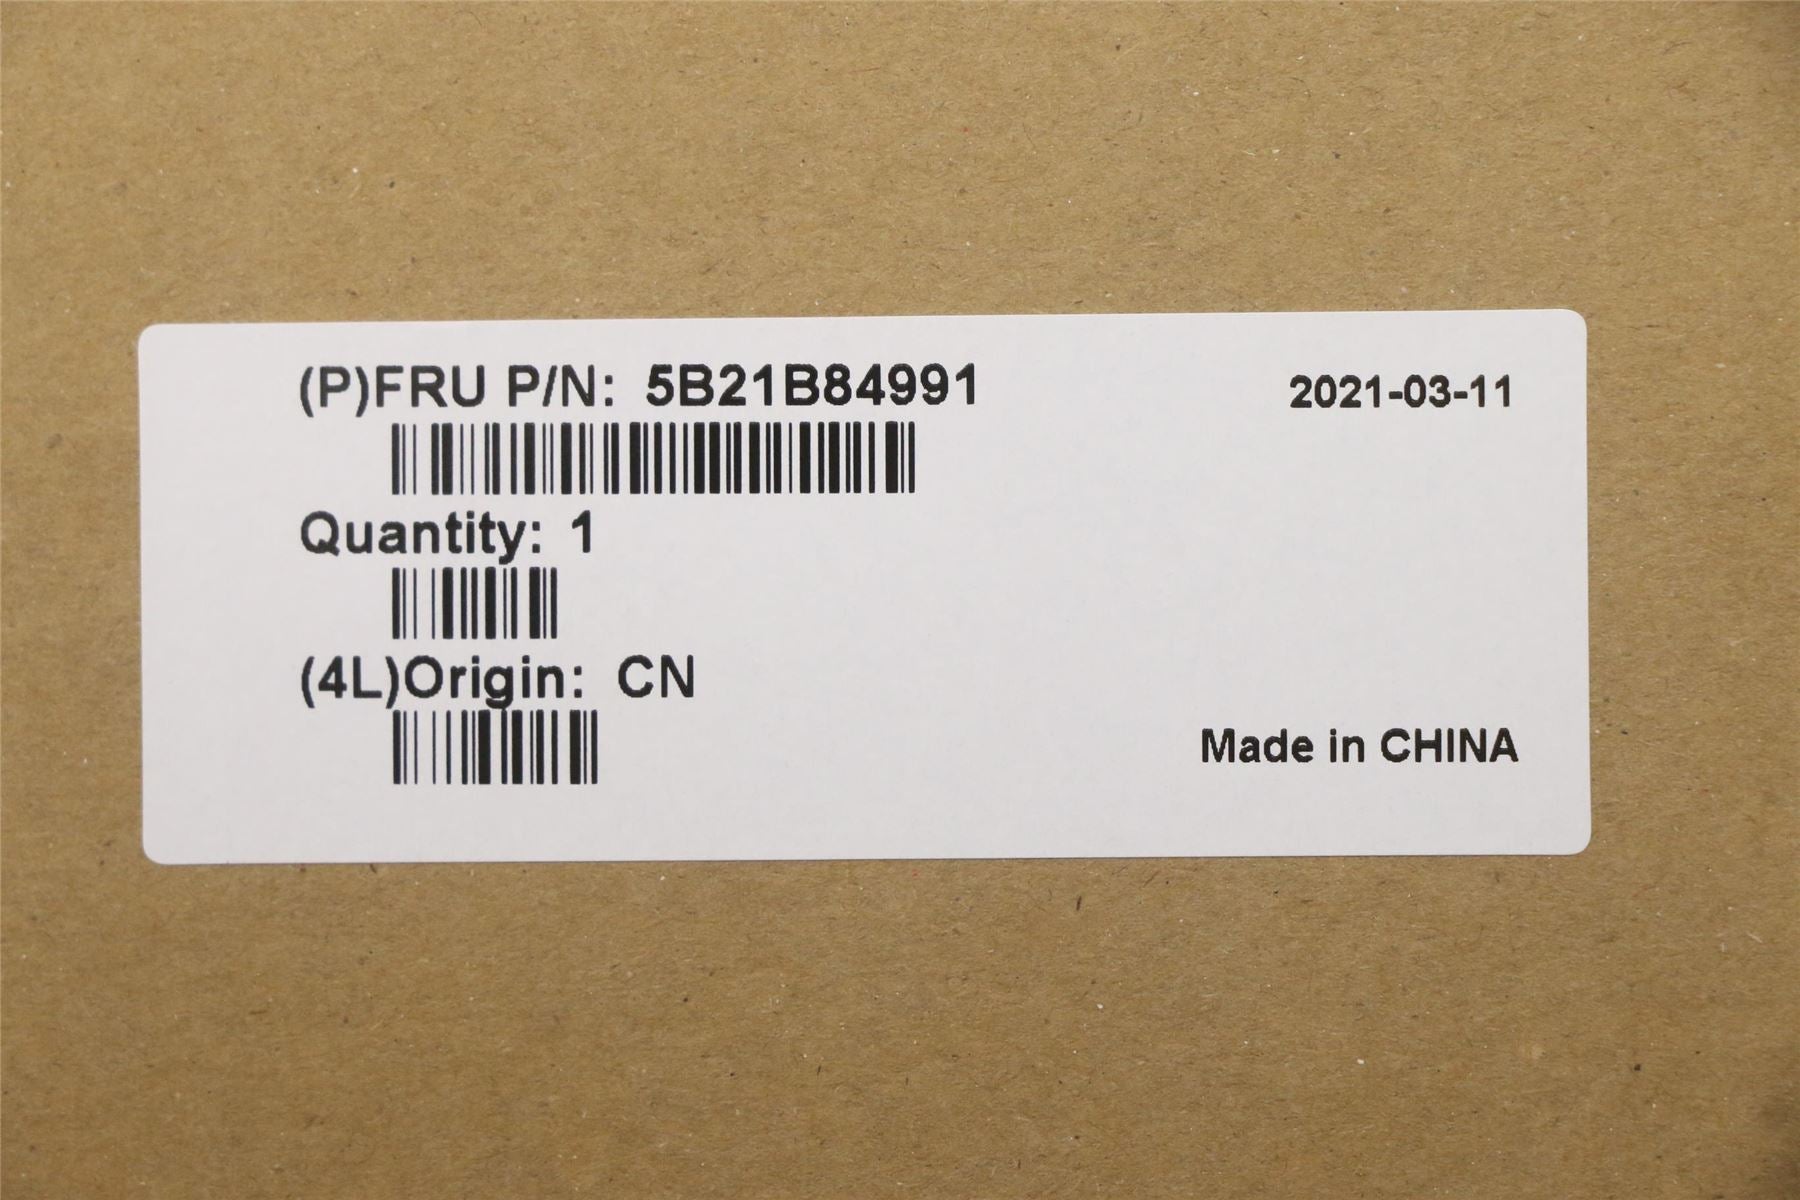 (P)FRU P/N: 5B21B84991
2021-03-11
Quantity: 1
(4L)Origin: CN
Made in CHINA